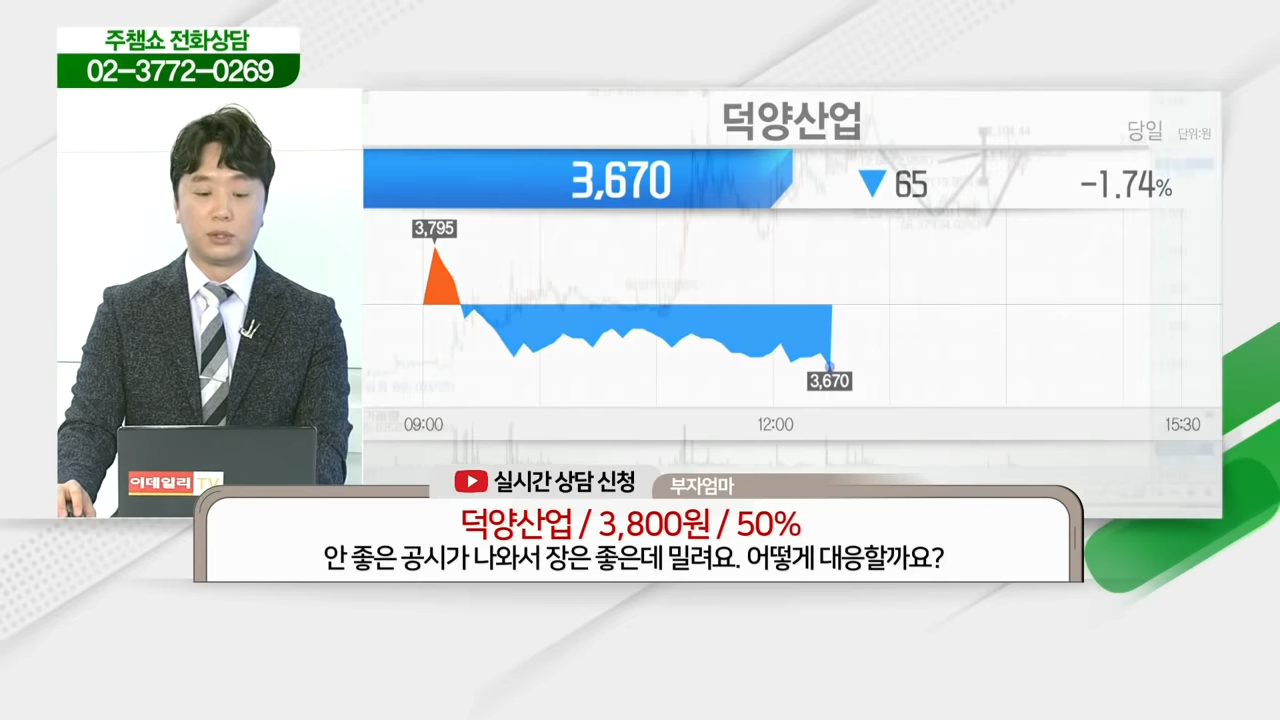 주챔쇼 전화상담
02-3772-0269
덕양산업
당일 단위:원
3,670 ▼ 65 -1.74%
3,795
3,670
09:00 12:00 15:30
이데일리 TV
실시간 상담 신청 부자엄마
덕양산업 / 3,800원 / 50%
안 좋은 공시가 나와서 장은 좋은데 밀려요. 어떻게 대응할까요?